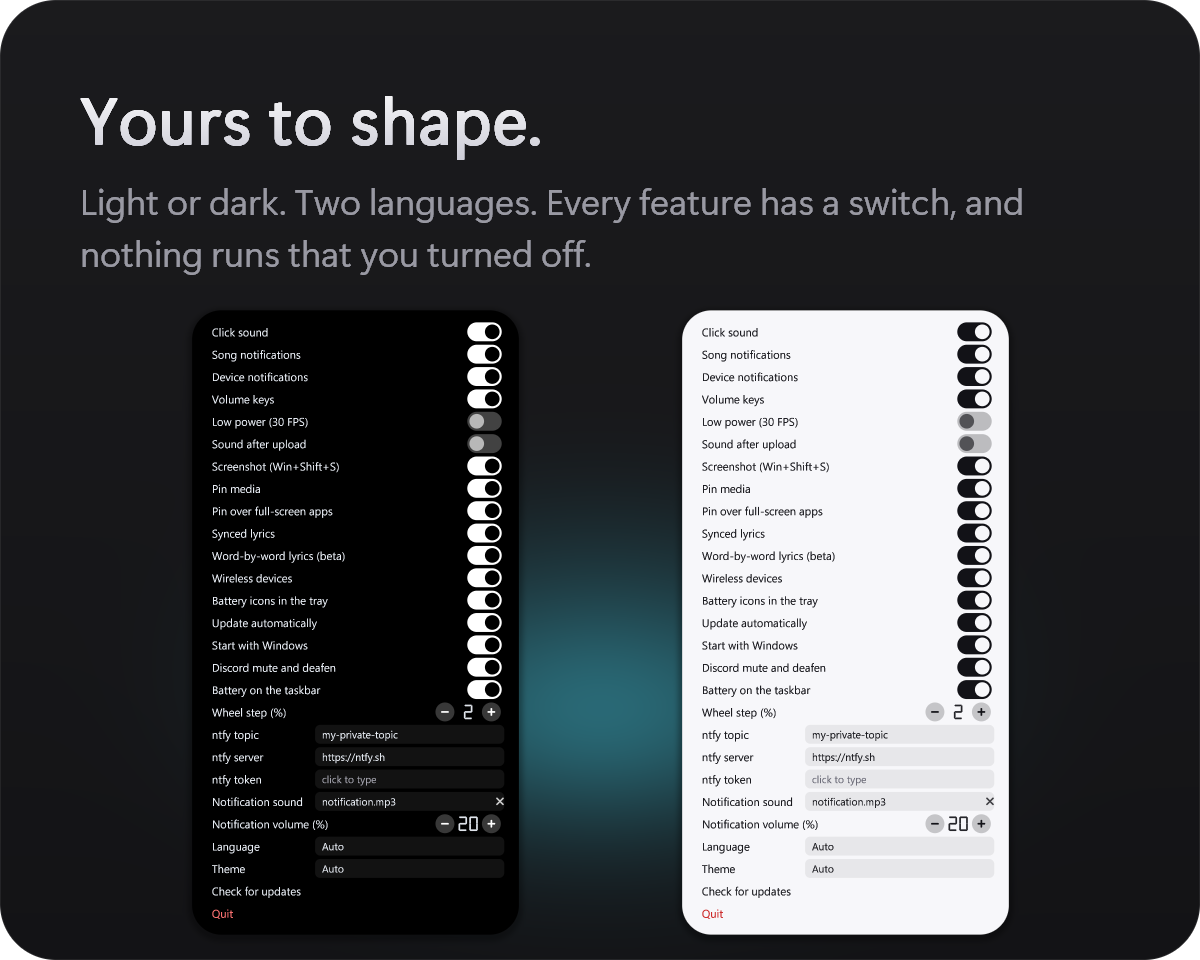 Yours to shape.
Light or dark. Two languages. Every feature has a switch, and
nothing runs that you turned off.
Click sound
Song notifications
Device notifications
Volume keys
Low power (30 FPS)
Sound after upload
Screenshot (Win+Shift+S)
Pin media
Pin over full-screen apps
Synced lyrics
Word-by-word lyrics (beta)
Wireless devices
Battery icons in the tray
Update automatically
Start with Windows
Discord mute and deafen
Battery on the taskbar
Wheel step (%) − 2 +
ntfy topic my-private-topic
ntfy server https://ntfy.sh
ntfy token click to type
Notification sound notification.mp3 ×
Notification volume (%) − 20 +
Language Auto
Theme Auto
Check for updates
Quit
Click sound
Song notifications
Device notifications
Volume keys
Low power (30 FPS)
Sound after upload
Screenshot (Win+Shift+S)
Pin media
Pin over full-screen apps
Synced lyrics
Word-by-word lyrics (beta)
Wireless devices
Battery icons in the tray
Update automatically
Start with Windows
Discord mute and deafen
Battery on the taskbar
Wheel step (%) − 2 +
ntfy topic my-private-topic
ntfy server https://ntfy.sh
ntfy token click to type
Notification sound notification.mp3 ×
Notification volume (%) − 20 +
Language Auto
Theme Auto
Check for updates
Quit